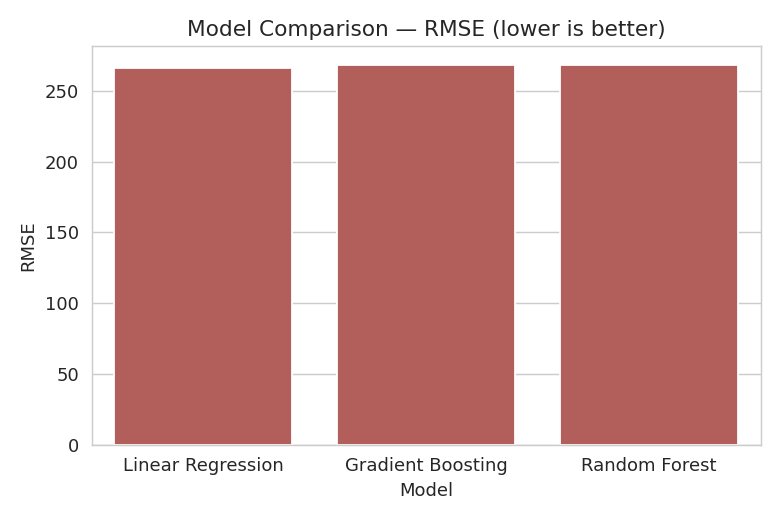 Model Comparison — RMSE (lower is better)
RMSE
250
200
150
100
50
0
Linear Regression
Gradient Boosting
Random Forest
Model